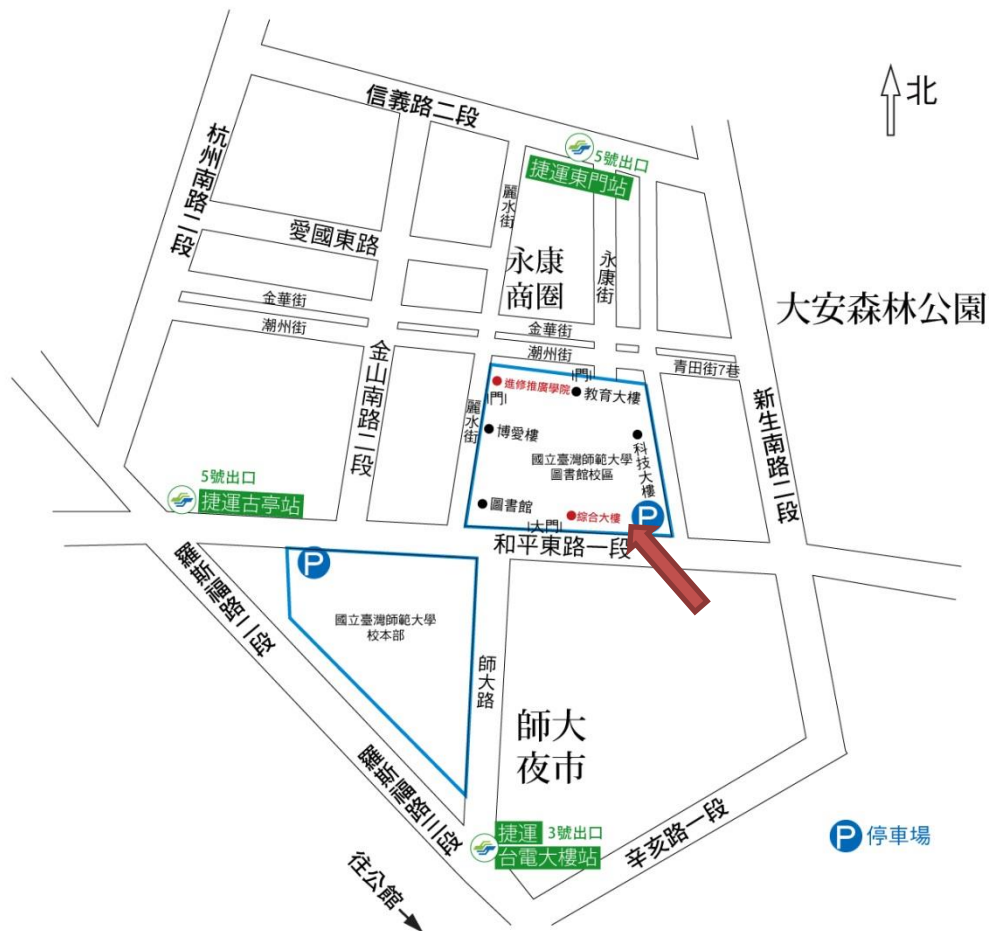 北
信義路二段
5號出口
捷運東門站
杭州南路二段
麗水街
愛國東路
永康
商圈
永康街
大安森林公園
金華街
潮州街
金華街
潮州街
青田街7巷
金山南路二段
新生南路二段
門
進修推廣學院
教育大樓
門
麗水街
博愛樓
科技大樓
國立臺灣師範大學
圖書館校區
5號出口
捷運古亭站
圖書館
綜合大樓
P
大門
和平東路一段
P
羅斯福路二段
國立臺灣師範大學
校本部
師大路
師大
夜市
羅斯福路三段
捷運 3號出口
台電大樓站
辛亥路一段
P 停車場
往公館